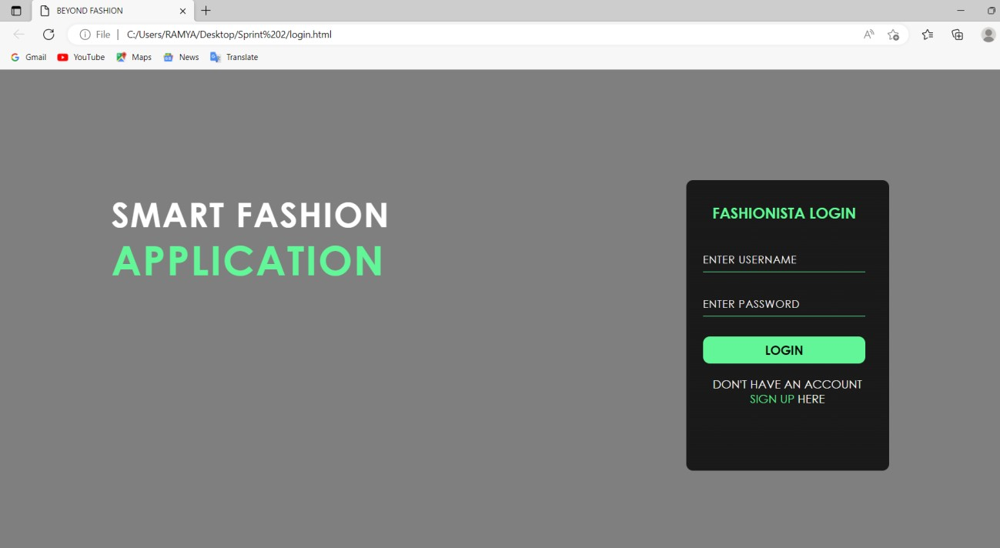 BEYOND FASHION
File | C:/Users/RAMYA/Desktop/Sprint%202/login.html
Gmail YouTube Maps News Translate
SMART FASHION
APPLICATION
FASHIONISTA LOGIN
ENTER USERNAME
ENTER PASSWORD
LOGIN
DON'T HAVE AN ACCOUNT
SIGN UP HERE